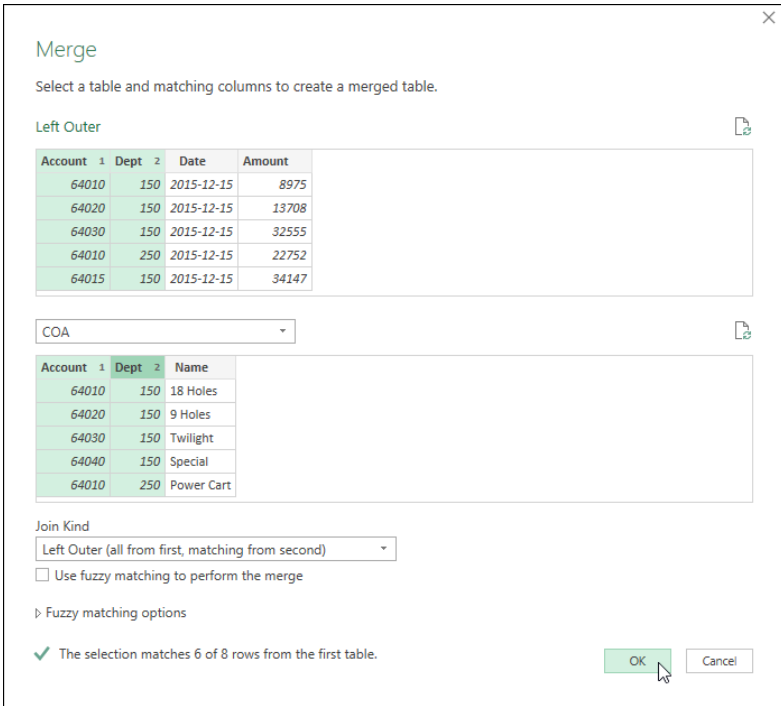 Merge
Select a table and matching columns to create a merged table.
Left Outer
Account 1 Dept 2 Date Amount
64010 150 2015-12-15 8975
64020 150 2015-12-15 13708
64030 150 2015-12-15 32555
64010 250 2015-12-15 22752
64015 150 2015-12-15 34147
COA
Account 1 Dept 2 Name
64010 150 18 Holes
64020 150 9 Holes
64030 150 Twilight
64040 150 Special
64010 250 Power Cart
Join Kind
Left Outer (all from first, matching from second)
Use fuzzy matching to perform the merge
Fuzzy matching options
The selection matches 6 of 8 rows from the first table.
OK Cancel